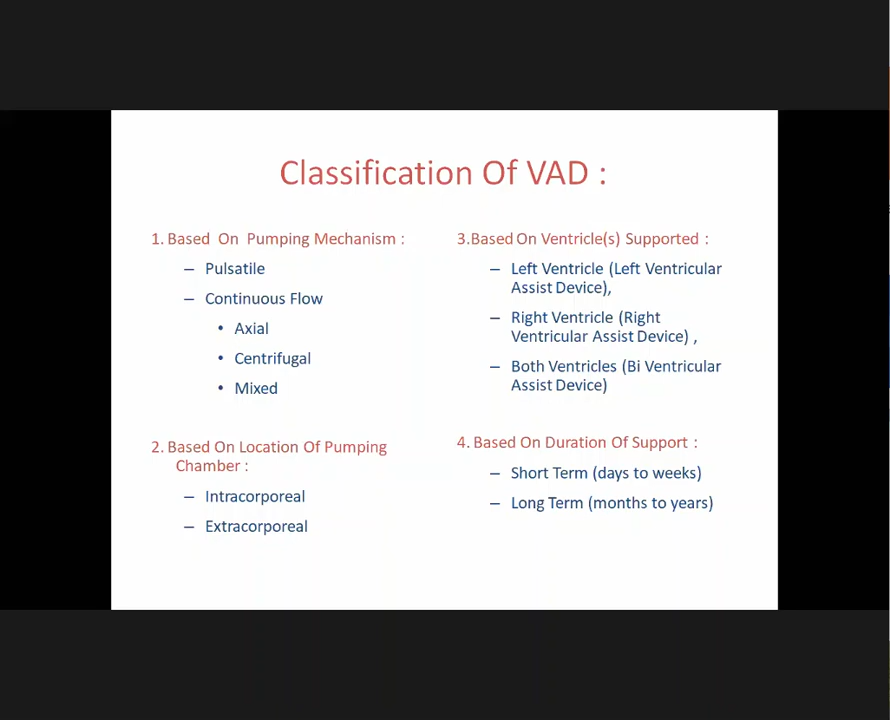 Classification Of VAD :
1. Based On Pumping Mechanism :
– Pulsatile
– Continuous Flow
• Axial
• Centrifugal
• Mixed
2. Based On Location Of Pumping
Chamber :
– Intracorporeal
– Extracorporeal
3.Based On Ventricle(s) Supported :
– Left Ventricle (Left Ventricular
Assist Device),
– Right Ventricle (Right
Ventricular Assist Device) ,
– Both Ventricles (Bi Ventricular
Assist Device)
4. Based On Duration Of Support :
– Short Term (days to weeks)
– Long Term (months to years)